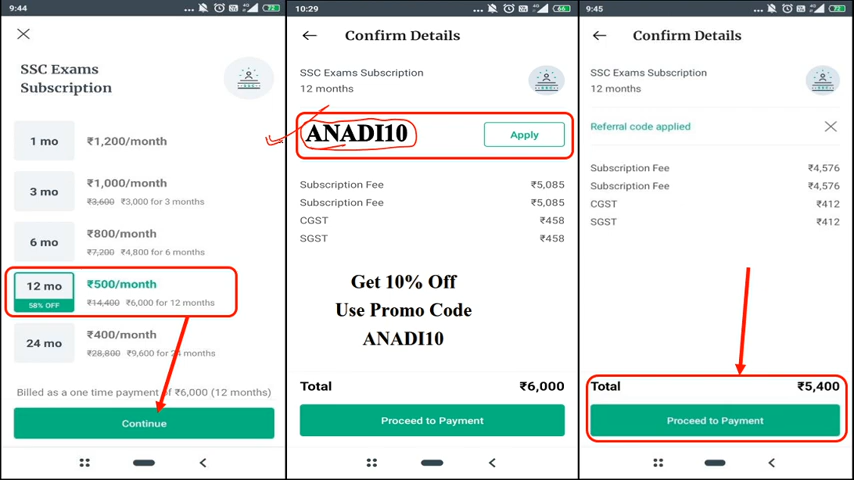 9:44
SSC Exams
Subscription
1 mo
₹1,200/month
3 mo
₹1,000/month
₹3,600 ₹3,000 for 3 months
6 mo
₹800/month
₹7,200 ₹4,800 for 6 months
12 mo
58% OFF
₹500/month
₹14,400 ₹6,000 for 12 months
24 mo
₹400/month
₹28,800 ₹9,600 for 24 months
Billed as a one time payment of ₹6,000 (12 months)
Continue
10:29
66
Confirm Details
SSC Exams Subscription
12 months
ANADI10
Apply
Subscription Fee ₹5,085
Subscription Fee ₹5,085
CGST ₹458
SGST ₹458
Get 10% Off
Use Promo Code
ANADI10
Total ₹6,000
Proceed to Payment
9:45
72
Confirm Details
SSC Exams Subscription
12 months
Referral code applied
Subscription Fee ₹4,576
Subscription Fee ₹4,576
CGST ₹412
SGST ₹412
Total ₹5,400
Proceed to Payment